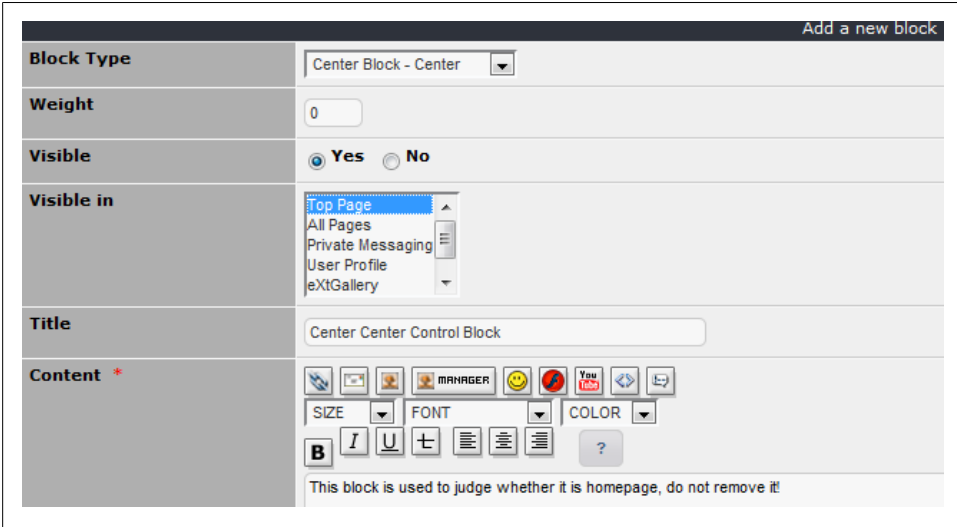 Add a new block
Block Type
Center Block - Center
Weight
0
Visible
Yes No
Visible in
Top Page
All Pages
Private Messaging
User Profile
eXtGallery
Title
Center Center Control Block
Content *
MANAGER You Tube
SIZE FONT COLOR
B I U T ?
This block is used to judge whether it is homepage, do not remove it!